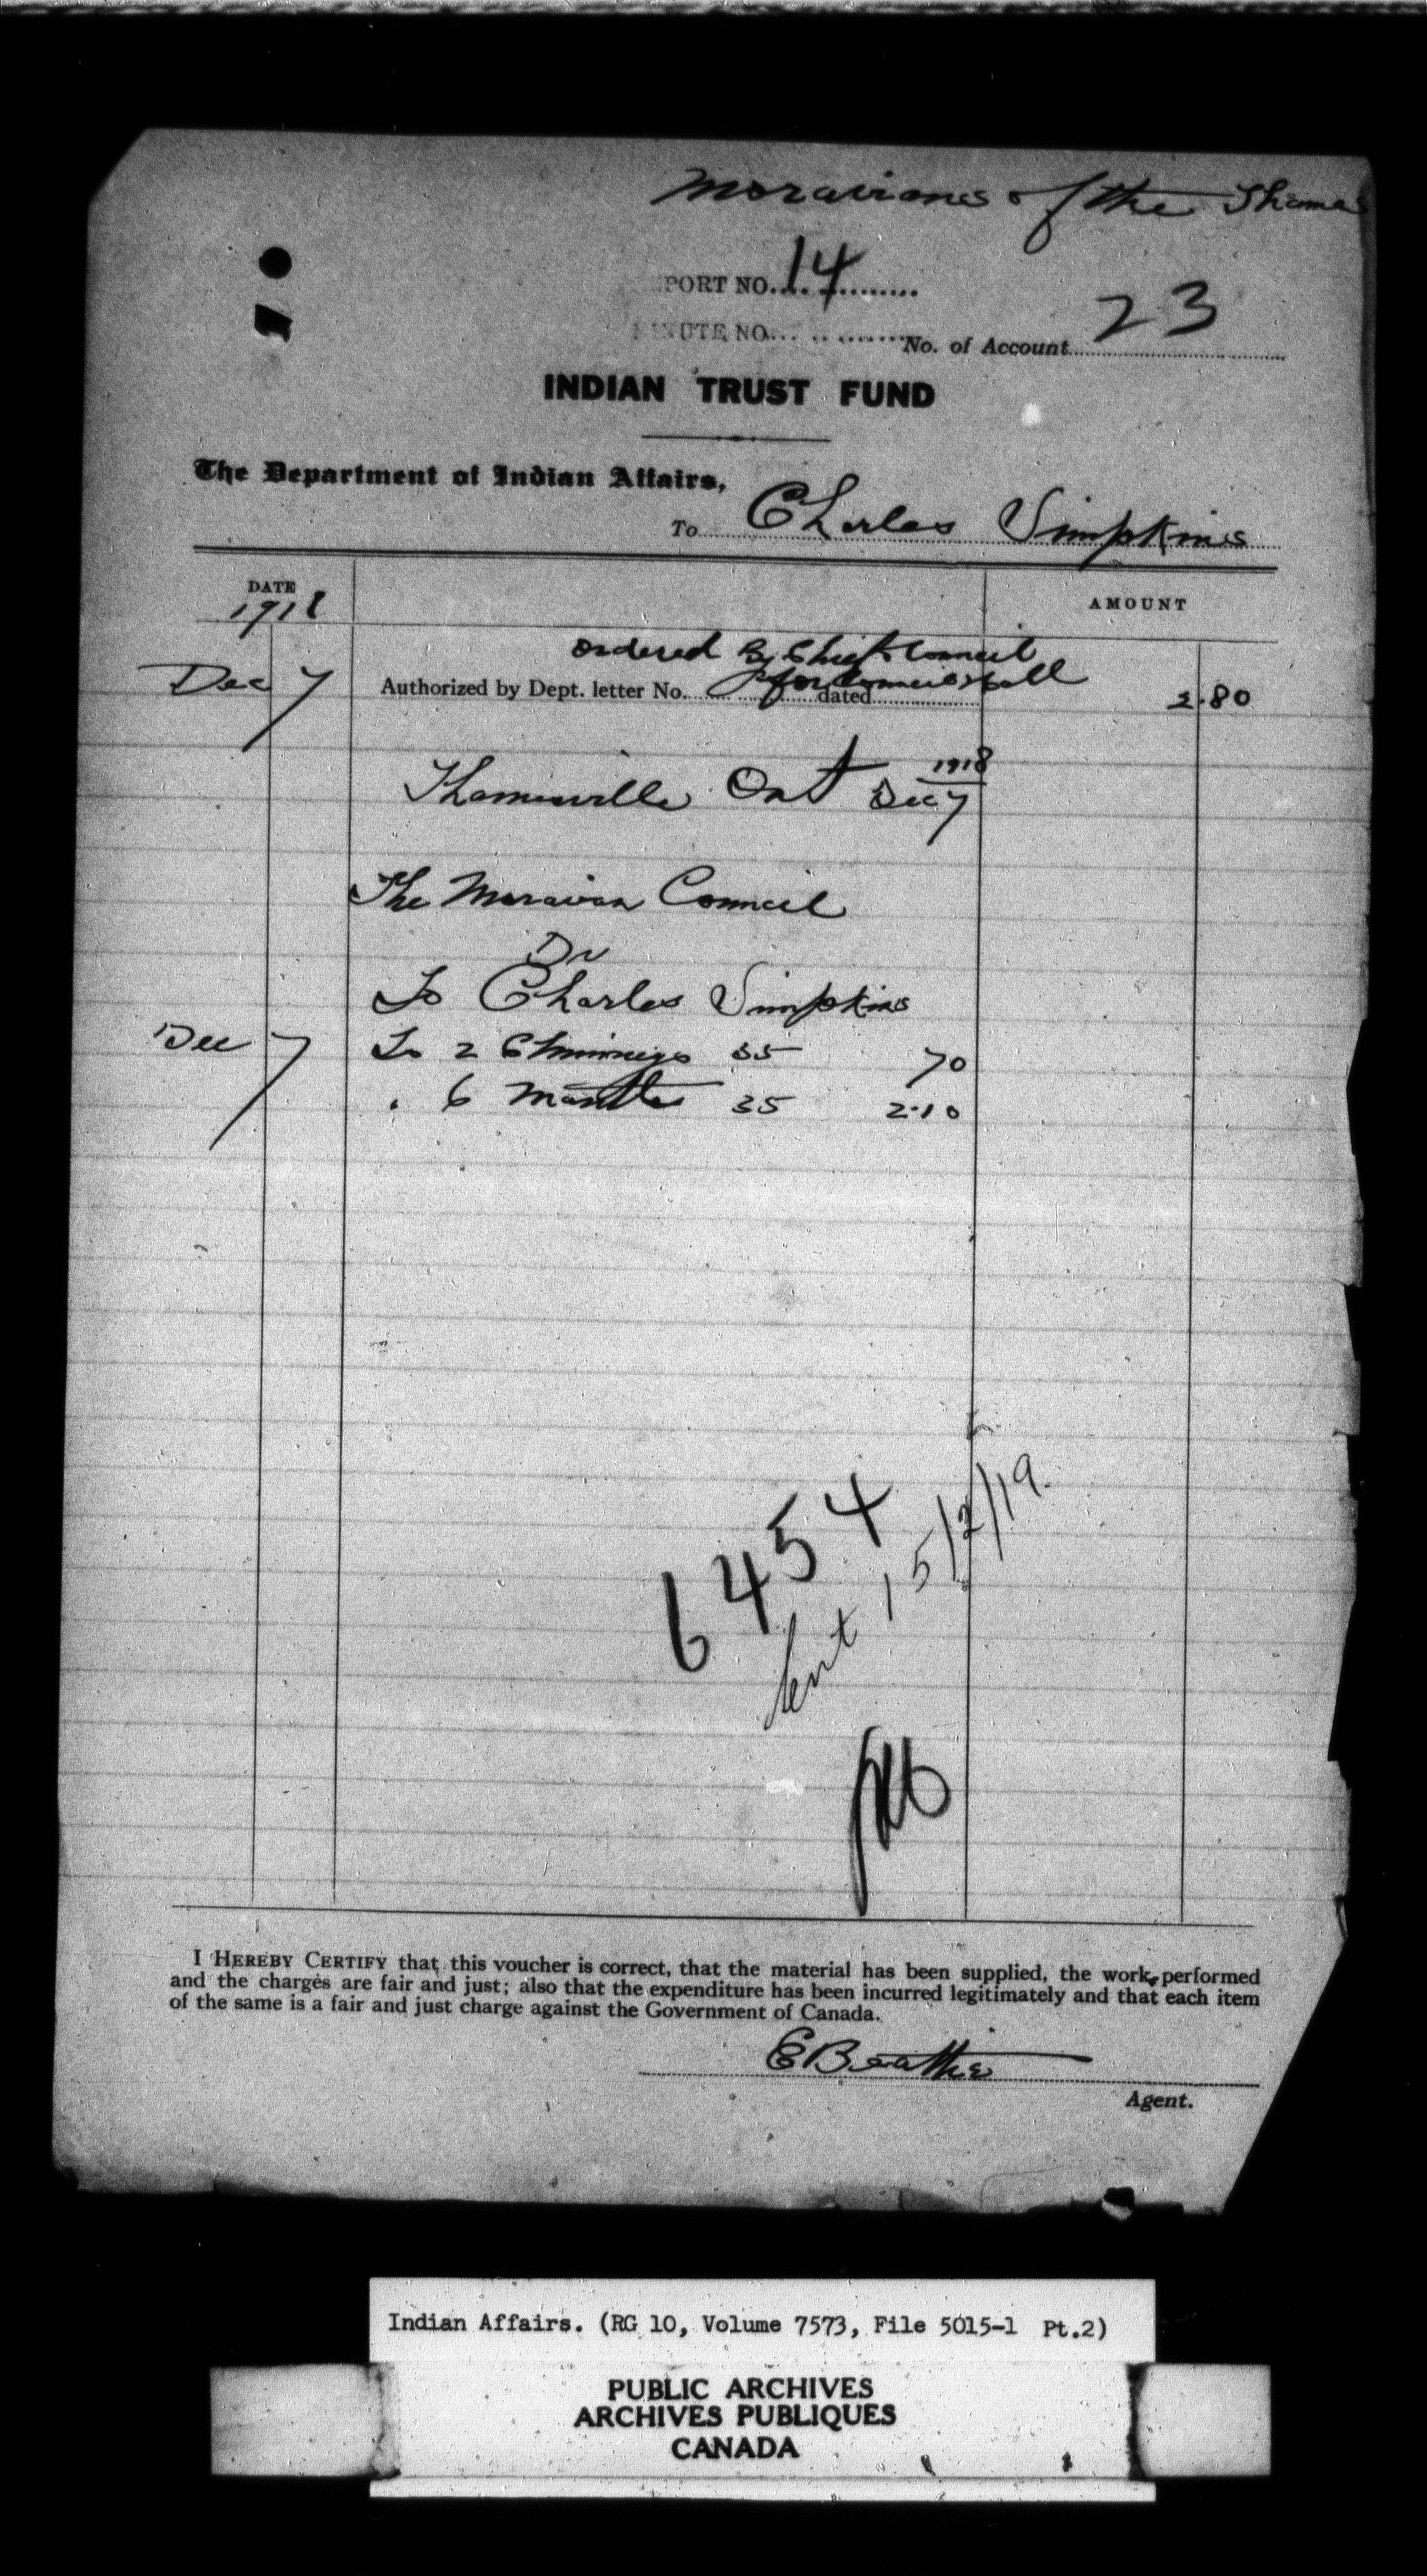 Moravians of the Thames
PORT NO. 14
NUTE NO.
No. of Account 23
INDIAN TRUST FUND
The Department of Indian Affairs,
To Charles Simpkins
DATE
AMOUNT
1918
ordered By Chief & Council
for Council Hall
Dec 7 Authorized by Dept. letter No. dated 2.80
Thamesville Ont Dec 7 1918
The Moravian Council
Dr
To Charles Simpkins
Dec 7 To 2 Chimneys 35 70
" 6 Mantles 35 2.10
6454
sent 15/2/19.
I HEREBY CERTIFY that this voucher is correct, that the material has been supplied, the work performed
and the charges are fair and just; also that the expenditure has been incurred legitimately and that each item
of the same is a fair and just charge against the Government of Canada.
E Beattie
Agent.
Indian Affairs. (RG 10, Volume 7573, File 5015-1 Pt.2)
PUBLIC ARCHIVES
ARCHIVES PUBLIQUES
CANADA